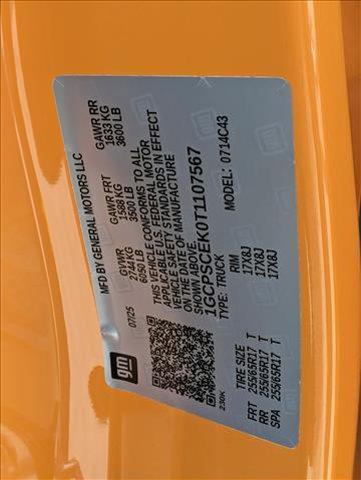 MFD BY GENERAL MOTORS LLC
GVWR GAWR FRT GAWR RR
2744 KG 1588 KG 1633 KG
6050 LB 3500 LB 3600 LB
07/25
THIS VEHICLE CONFORMS TO ALL
APPLICABLE U.S. FEDERAL MOTOR
VEHICLE SAFETY STANDARDS IN EFFECT
ON THE DATE OF MANUFACTURE
SHOWN ABOVE.
1GCPSCEK0T1107567
TYPE: TRUCK MODEL: 0714C43
gm
230K
TIRE SIZE RIM
FRT 255/65R17 T 17X8J
RR 255/65R17 T 17X8J
SPA 255/65R17 T 17X8J